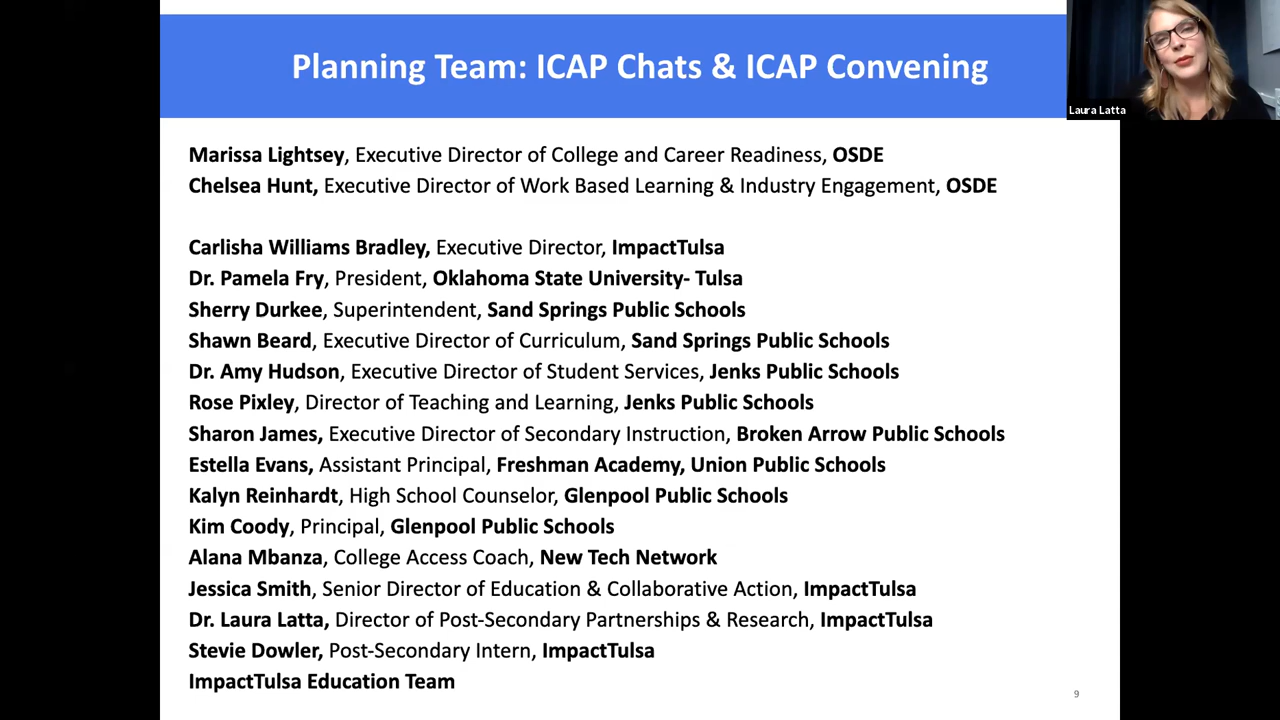 Planning Team: ICAP Chats & ICAP Convening
Laura Latta
Marissa Lightsey, Executive Director of College and Career Readiness, OSDE
Chelsea Hunt, Executive Director of Work Based Learning & Industry Engagement, OSDE
Carlisha Williams Bradley, Executive Director, ImpactTulsa
Dr. Pamela Fry, President, Oklahoma State University- Tulsa
Sherry Durkee, Superintendent, Sand Springs Public Schools
Shawn Beard, Executive Director of Curriculum, Sand Springs Public Schools
Dr. Amy Hudson, Executive Director of Student Services, Jenks Public Schools
Rose Pixley, Director of Teaching and Learning, Jenks Public Schools
Sharon James, Executive Director of Secondary Instruction, Broken Arrow Public Schools
Estella Evans, Assistant Principal, Freshman Academy, Union Public Schools
Kalyn Reinhardt, High School Counselor, Glenpool Public Schools
Kim Coody, Principal, Glenpool Public Schools
Alana Mbanza, College Access Coach, New Tech Network
Jessica Smith, Senior Director of Education & Collaborative Action, ImpactTulsa
Dr. Laura Latta, Director of Post-Secondary Partnerships & Research, ImpactTulsa
Stevie Dowler, Post-Secondary Intern, ImpactTulsa
ImpactTulsa Education Team
9